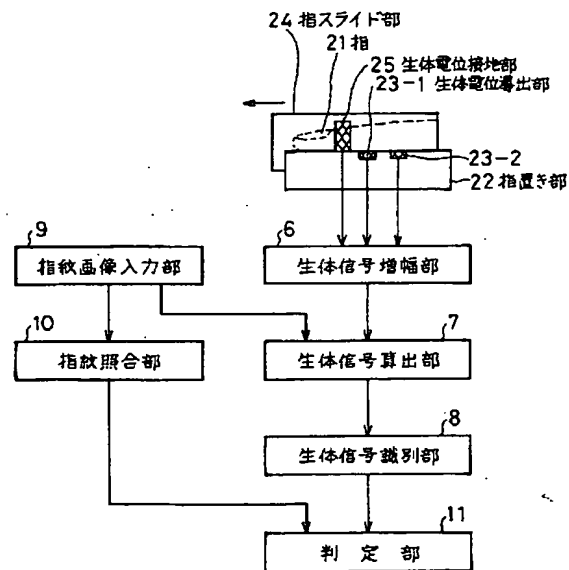 24 指スライド部
21 指
25 生体電位接地部
23-1 生体電位導出部
23-2
22 指置き部
9
指紋画像入力部
6
生体信号増幅部
10
指紋照合部
7
生体信号算出部
8
生体信号識別部
11
判定部